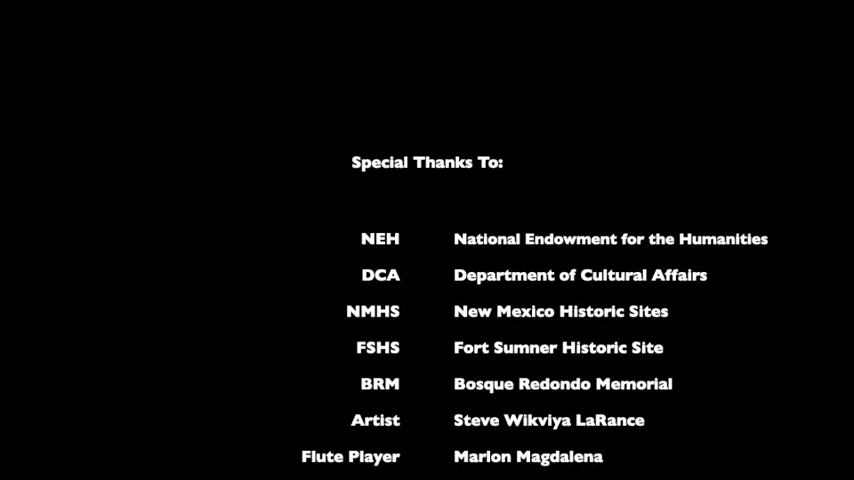 Special Thanks To:
NEH National Endowment for the Humanities
DCA Department of Cultural Affairs
NMHS New Mexico Historic Sites
FSHS Fort Sumner Historic Site
BRM Bosque Redondo Memorial
Artist Steve Wikviya LaRance
Flute Player Marlon Magdalena